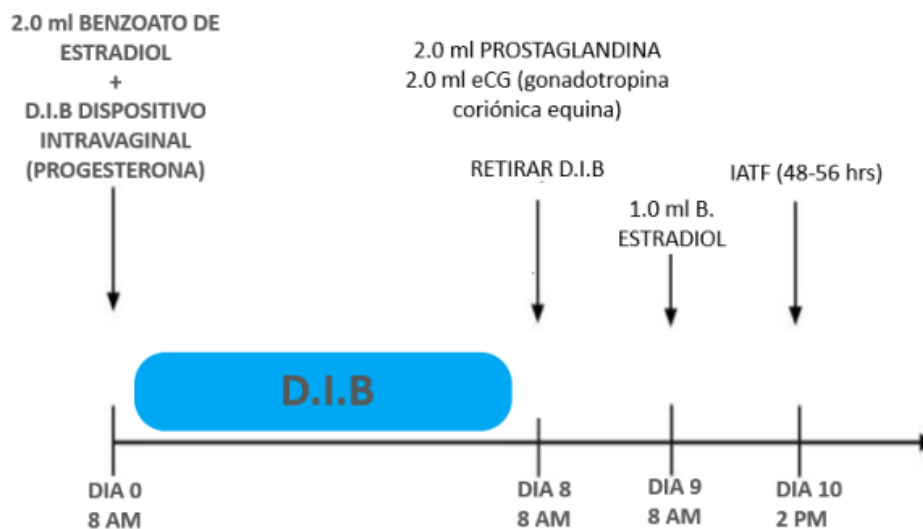 2.0 ml BENZOATO DE
ESTRADIOL
+
D.I.B DISPOSITIVO
INTRAVAGINAL
(PROGESTERONA)
2.0 ml PROSTAGLANDINA
2.0 ml eCG (gonadotropina
coriónica equina)
RETIRAR D.I.B
1.0 ml B.
ESTRADIOL
IATF (48-56 hrs)
D.I.B
DIA 0
8 AM
DIA 8
8 AM
DIA 9
8 AM
DIA 10
2 PM